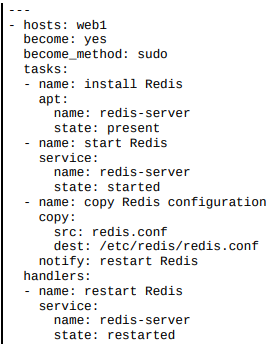 ---
- hosts: web1
  become: yes
  become_method: sudo
  tasks:
  - name: install Redis
    apt:
      name: redis-server
      state: present
  - name: start Redis
    service:
      name: redis-server
      state: started
  - name: copy Redis configuration
    copy:
      src: redis.conf
      dest: /etc/redis/redis.conf
    notify: restart Redis
  handlers:
  - name: restart Redis
    service:
      name: redis-server
      state: restarted